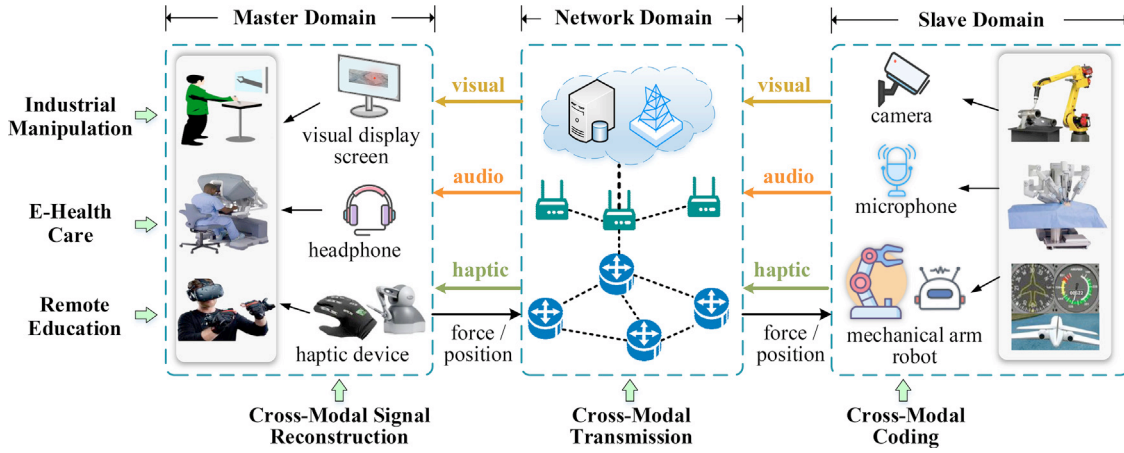 Master Domain
Network Domain
Slave Domain
Industrial
Manipulation
E-Health
Care
Remote
Education
visual display
screen
headphone
haptic device
visual
audio
haptic
force /
position
visual
audio
haptic
force /
position
camera
microphone
mechanical arm
robot
Cross-Modal Signal
Reconstruction
Cross-Modal
Transmission
Cross-Modal
Coding